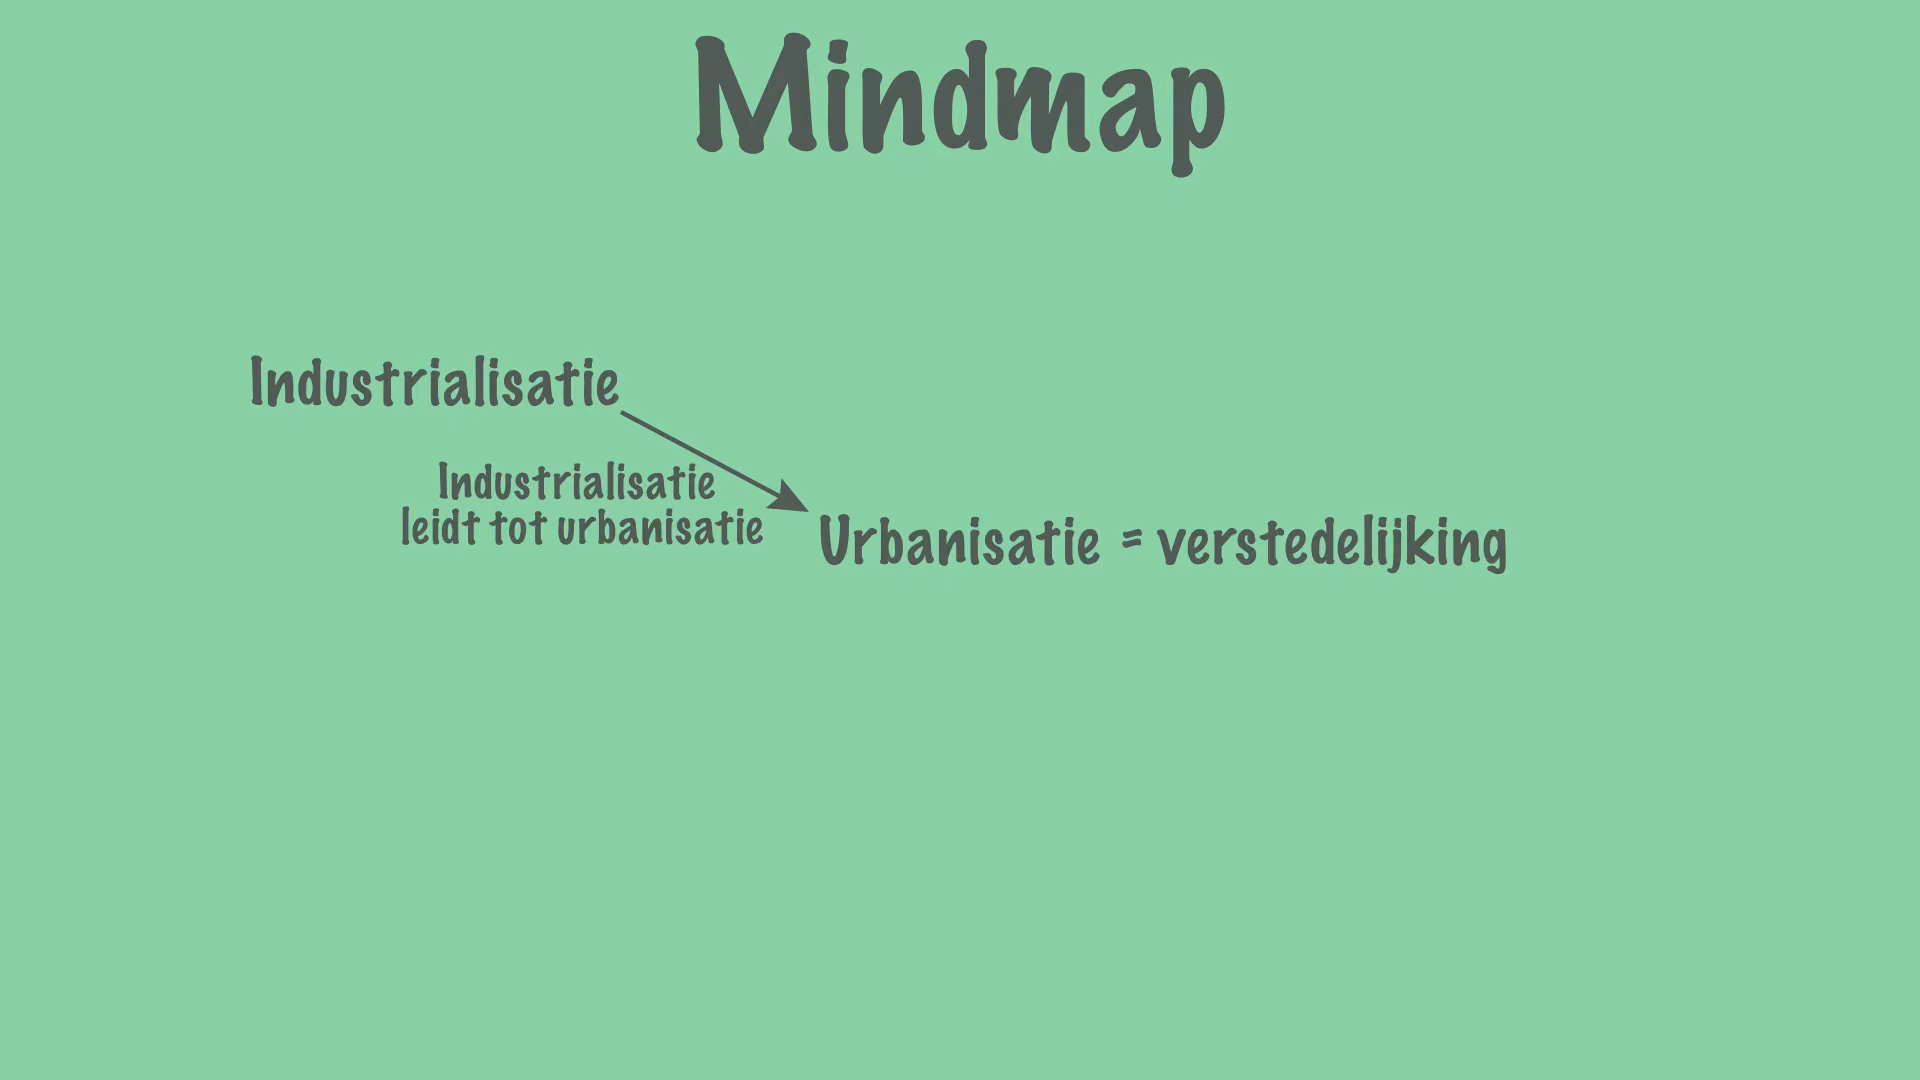 Mindmap
Industrialisatie
Industrialisatie
leidt tot urbanisatie
Urbanisatie = verstedelijking